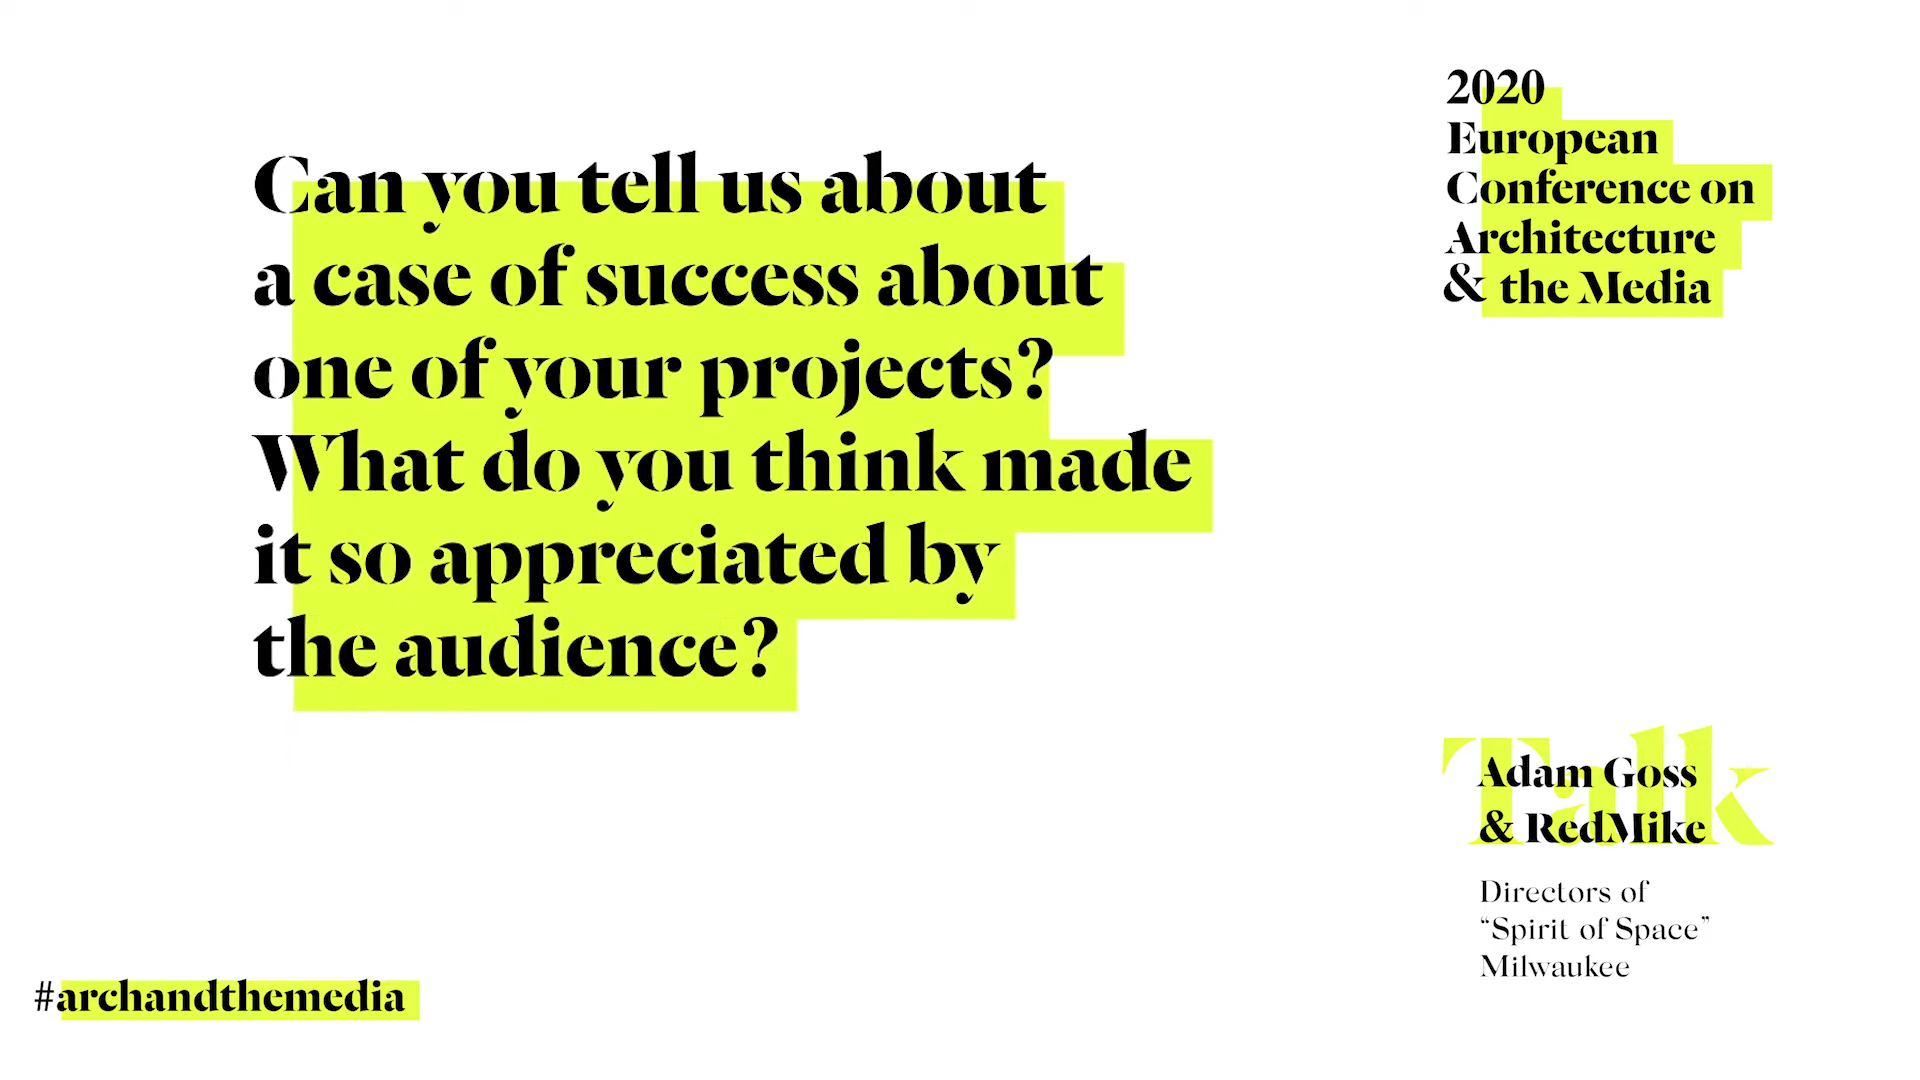 Can you tell us about
a case of success about
one of your projects?
What do you think made
it so appreciated by
the audience?
2020
European
Conference on
Architecture
& the Media
Talk
Adam Goss
& RedMike
Directors of
“Spirit of Space”
Milwaukee
#archandthemedia